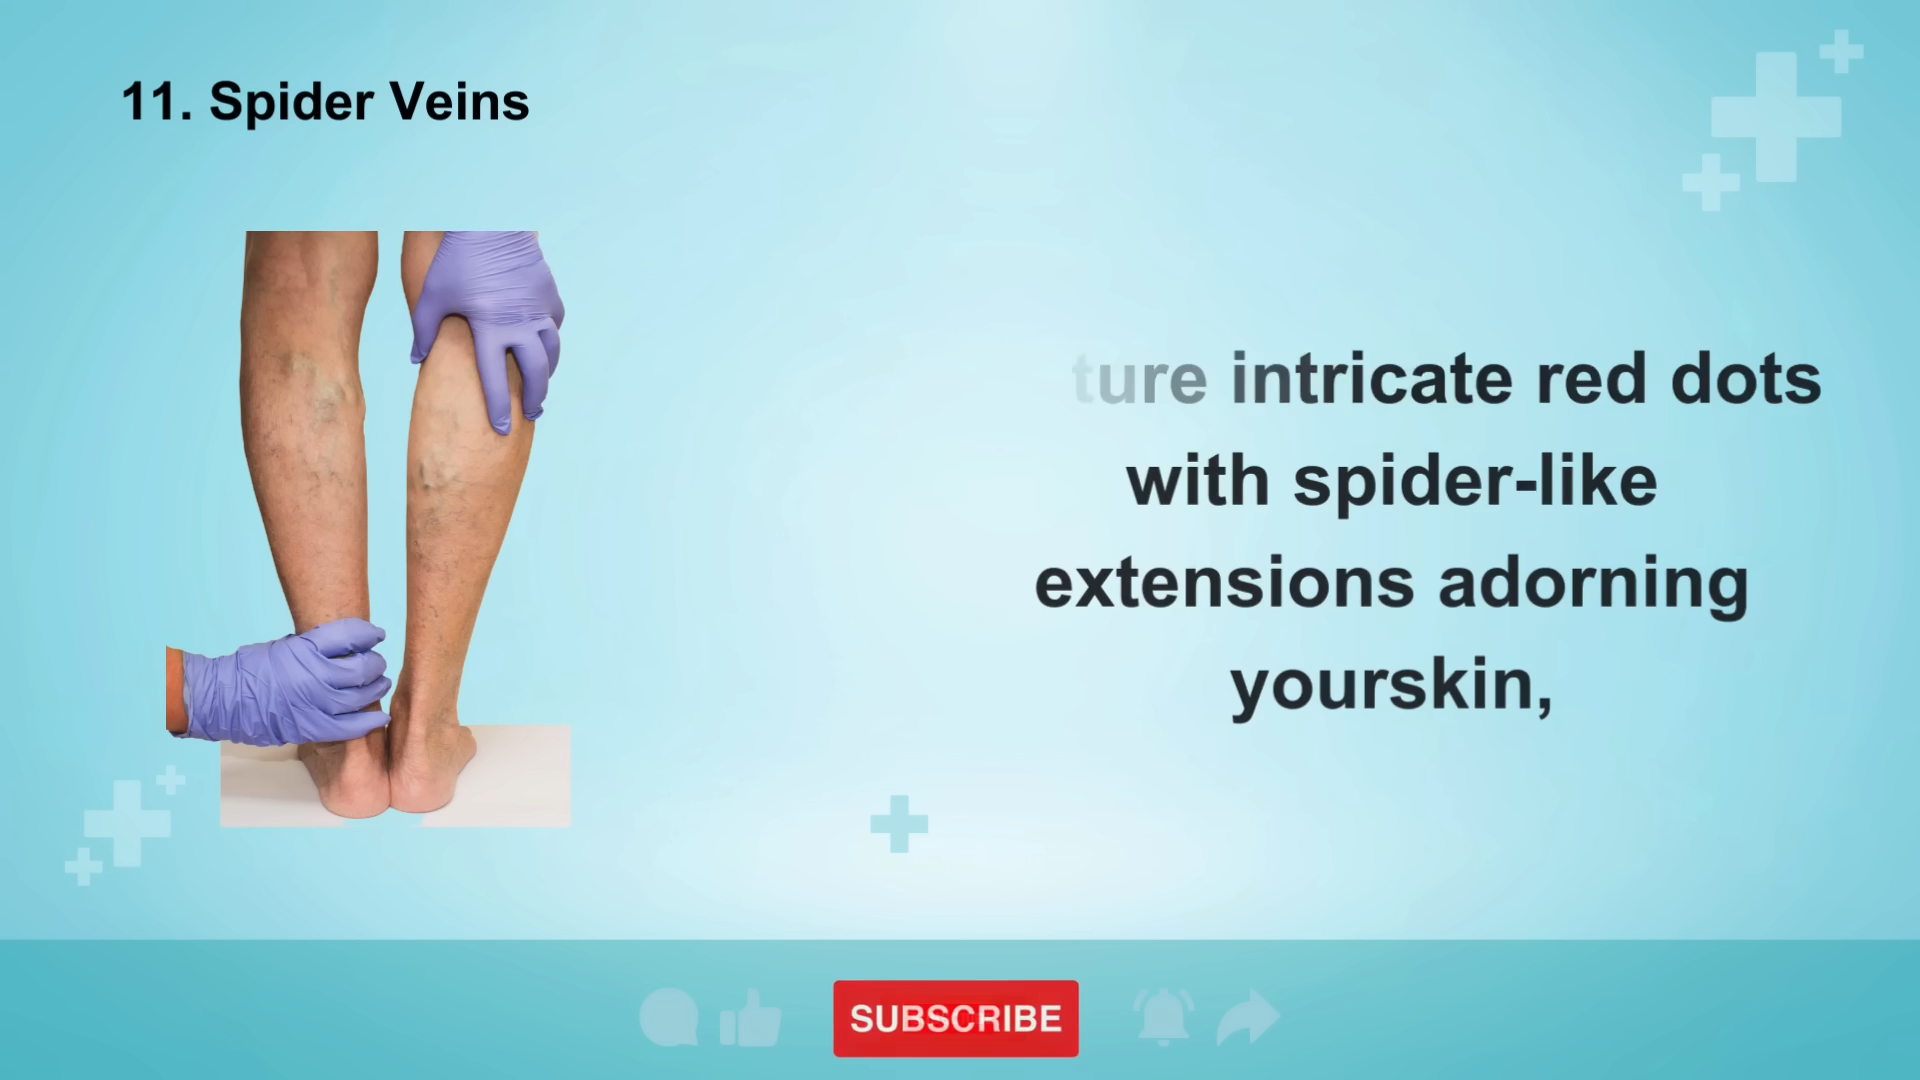 11. Spider Veins
ture intricate red dots
with spider-like
extensions adorning
yourskin,
SUBSCRIBE